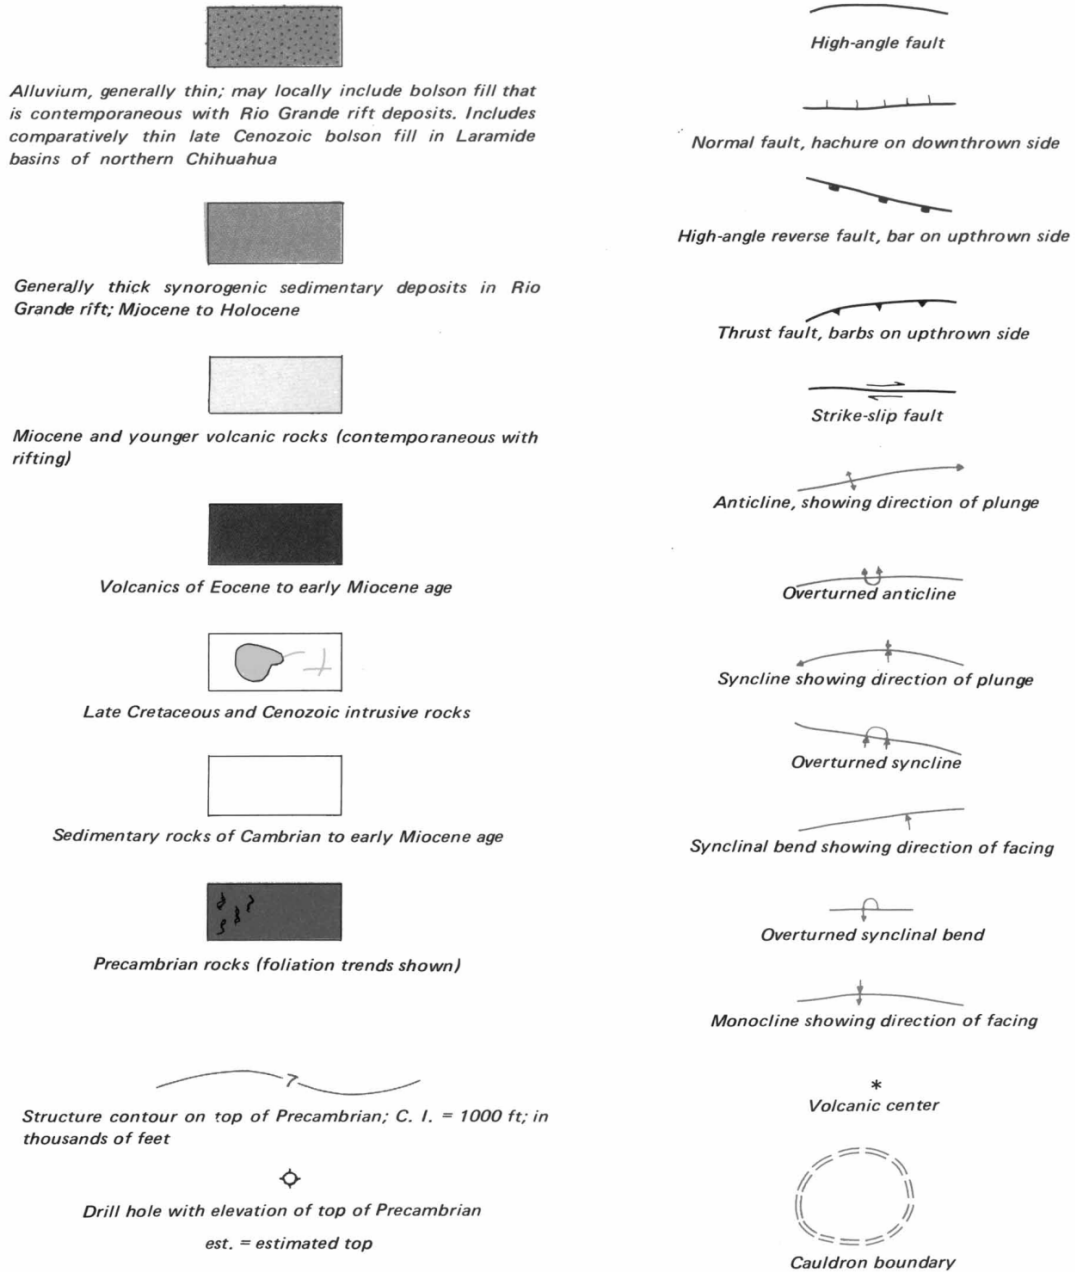 Alluvium, generally thin; may locally include bolson fill that
is contemporaneous with Rio Grande rift deposits. Includes
comparatively thin late Cenozoic bolson fill in Laramide
basins of northern Chihuahua
Generally thick synorogenic sedimentary deposits in Rio
Grande rift; Miocene to Holocene
Miocene and younger volcanic rocks (contemporaneous with
rifting)
Volcanics of Eocene to early Miocene age
Late Cretaceous and Cenozoic intrusive rocks
Sedimentary rocks of Cambrian to early Miocene age
Precambrian rocks (foliation trends shown)
7
Structure contour on top of Precambrian; C. I. = 1000 ft; in
thousands of feet
Drill hole with elevation of top of Precambrian
est. = estimated top
High-angle fault
Normal fault, hachure on downthrown side
High-angle reverse fault, bar on upthrown side
Thrust fault, barbs on upthrown side
Strike-slip fault
Anticline, showing direction of plunge
Overturned anticline
Syncline showing direction of plunge
Overturned syncline
Synclinal bend showing direction of facing
Overturned synclinal bend
Monocline showing direction of facing
*
Volcanic center
Cauldron boundary